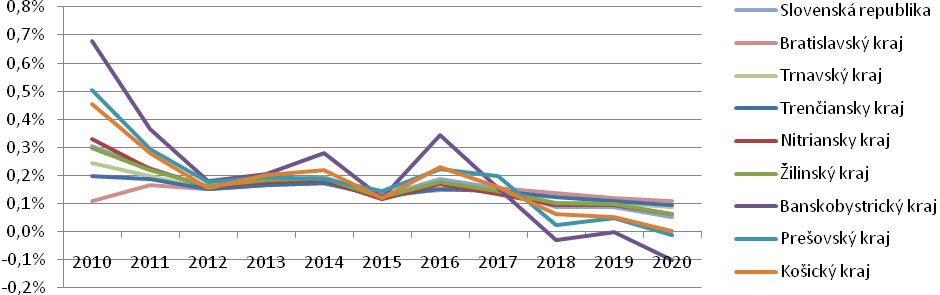 0,8%
0,7%
0,6%
0,5%
0,4%
0,3%
0,2%
0,1%
0,0%
-0,1%
-0,2%
2010 2011 2012 2013 2014 2015 2016 2017 2018 2019 2020
Slovenská republika
Bratislavský kraj
Trnavský kraj
Trenčiansky kraj
Nitriansky kraj
Žilinský kraj
Banskobystrický kraj
Prešovský kraj
Košický kraj